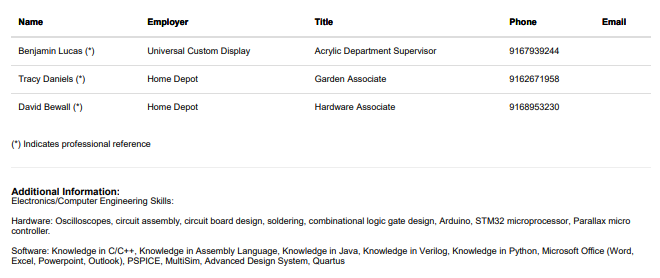 Name Employer Title Phone Email
Benjamin Lucas (*) Universal Custom Display Acrylic Department Supervisor 9167939244
Tracy Daniels (*) Home Depot Garden Associate 9162671958
David Bewall (*) Home Depot Hardware Associate 9168953230
(*) Indicates professional reference
Additional Information:
Electronics/Computer Engineering Skills:
Hardware: Oscilloscopes, circuit assembly, circuit board design, soldering, combinational logic gate design, Arduino, STM32 microprocessor, Parallax micro
controller.
Software: Knowledge in C/C++, Knowledge in Assembly Language, Knowledge in Java, Knowledge in Verilog, Knowledge in Python, Microsoft Office (Word,
Excel, Powerpoint, Outlook), PSPICE, MultiSim, Advanced Design System, Quartus